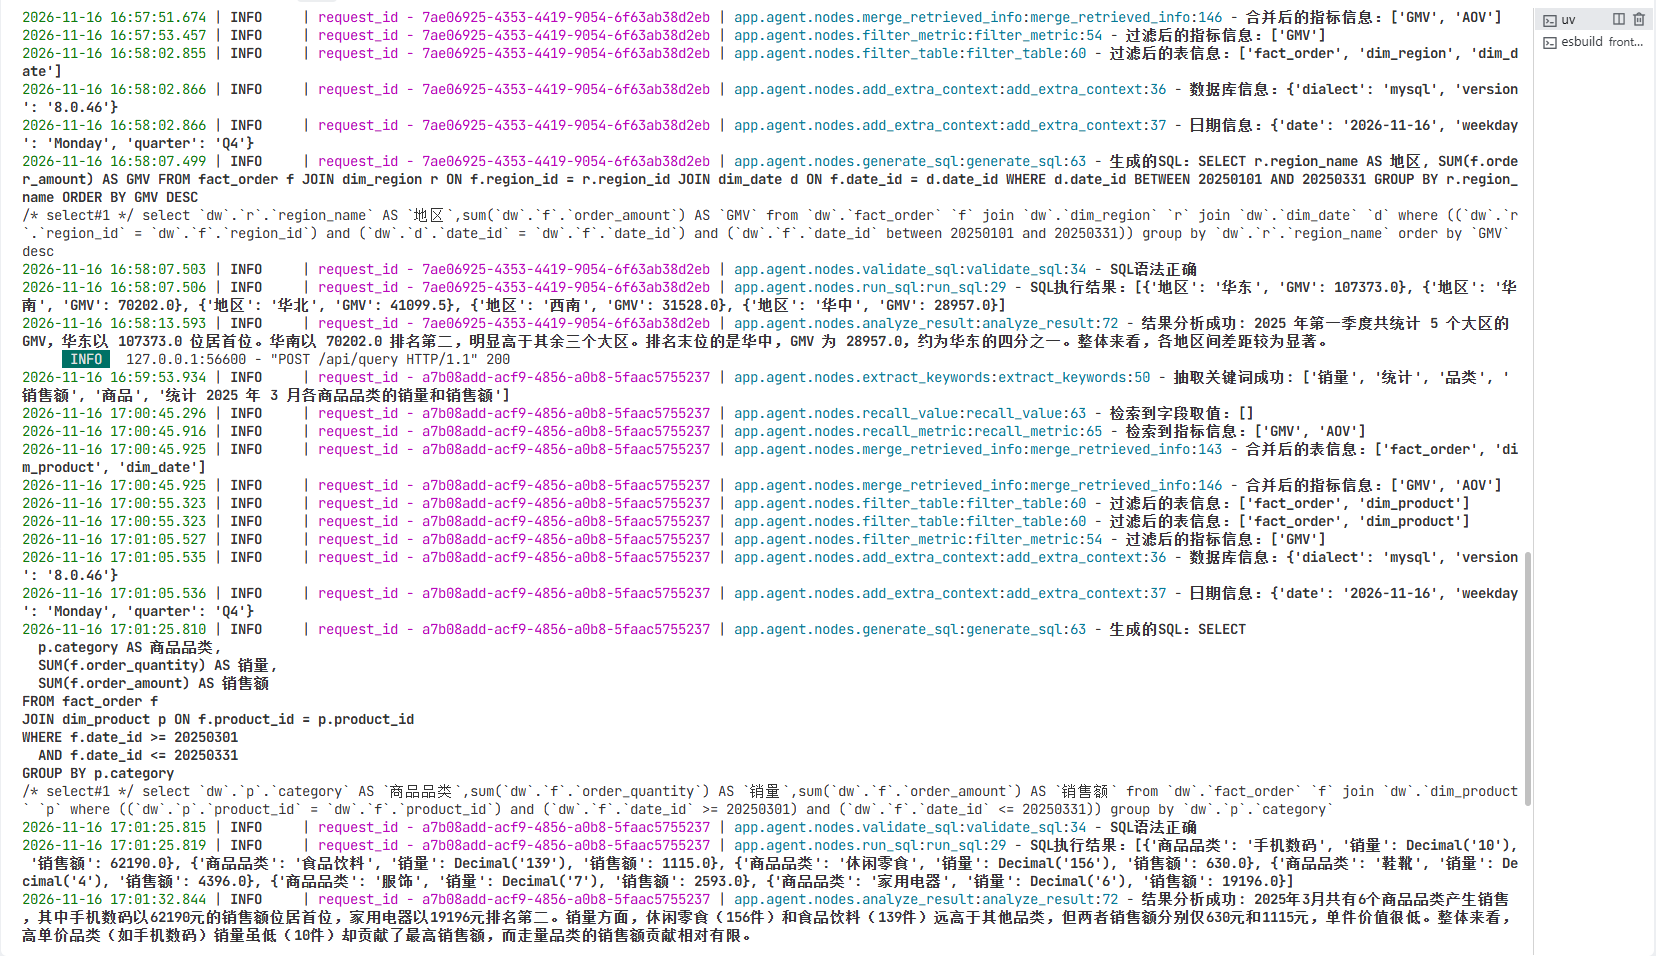 2026-11-16 16:57:51.674 | INFO     | request_id - 7ae06925-4353-4419-9054-6f63ab38d2eb | app.agent.nodes.merge_retrieved_info:merge_retrieved_info:146 - 合并后的指标信息：['GMV', 'AOV']
2026-11-16 16:57:53.457 | INFO     | request_id - 7ae06925-4353-4419-9054-6f63ab38d2eb | app.agent.nodes.filter_metric:filter_metric:54 - 过滤后的指标信息：['GMV']
2026-11-16 16:58:02.855 | INFO     | request_id - 7ae06925-4353-4419-9054-6f63ab38d2eb | app.agent.nodes.filter_table:filter_table:60 - 过滤后的表信息：['fact_order', 'dim_region', 'dim_d
ate']
2026-11-16 16:58:02.866 | INFO     | request_id - 7ae06925-4353-4419-9054-6f63ab38d2eb | app.agent.nodes.add_extra_context:add_extra_context:36 - 数据库信息：{'dialect': 'mysql', 'version
': '8.0.46'}
2026-11-16 16:58:02.866 | INFO     | request_id - 7ae06925-4353-4419-9054-6f63ab38d2eb | app.agent.nodes.add_extra_context:add_extra_context:37 - 日期信息：{'date': '2026-11-16', 'weekday
': 'Monday', 'quarter': 'Q4'}
2026-11-16 16:58:07.499 | INFO     | request_id - 7ae06925-4353-4419-9054-6f63ab38d2eb | app.agent.nodes.generate_sql:generate_sql:63 - 生成的SQL：SELECT r.region_name AS 地区, SUM(f.orde
r_amount) AS GMV FROM fact_order f JOIN dim_region r ON f.region_id = r.region_id JOIN dim_date d ON f.date_id = d.date_id WHERE d.date_id BETWEEN 20250101 AND 20250331 GROUP BY r.region_
name ORDER BY GMV DESC
/* select#1 */ select `dw`.`r`.`region_name` AS `地区`,sum(`dw`.`f`.`order_amount`) AS `GMV` from `dw`.`fact_order` `f` join `dw`.`dim_region` `r` join `dw`.`dim_date` `d` where ((`dw`.`r
`.`region_id` = `dw`.`f`.`region_id`) and (`dw`.`d`.`date_id` = `dw`.`f`.`date_id`) and (`dw`.`f`.`date_id` between 20250101 and 20250331)) group by `dw`.`r`.`region_name` order by `GMV`
desc
2026-11-16 16:58:07.503 | INFO     | request_id - 7ae06925-4353-4419-9054-6f63ab38d2eb | app.agent.nodes.validate_sql:validate_sql:34 - SQL语法正确
2026-11-16 16:58:07.506 | INFO     | request_id - 7ae06925-4353-4419-9054-6f63ab38d2eb | app.agent.nodes.run_sql:run_sql:29 - SQL执行结果：[{'地区': '华东', 'GMV': 107373.0}, {'地区': '华
南', 'GMV': 70202.0}, {'地区': '华北', 'GMV': 41099.5}, {'地区': '西南', 'GMV': 31528.0}, {'地区': '华中', 'GMV': 28957.0}]
2026-11-16 16:58:13.593 | INFO     | request_id - 7ae06925-4353-4419-9054-6f63ab38d2eb | app.agent.nodes.analyze_result:analyze_result:72 - 结果分析成功: 2025 年第一季度共统计 5 个大区的
GMV，华东以 107373.0 位居首位。华南以 70202.0 排名第二，明显高于其余三个大区。排名末位的是华中，GMV 为 28957.0，约为华东的四分之一。整体来看，各地区间差距较为显著。
INFO   127.0.0.1:56600 - "POST /api/query HTTP/1.1" 200
2026-11-16 16:59:53.934 | INFO     | request_id - a7b08add-acf9-4856-a0b8-5faac5755237 | app.agent.nodes.extract_keywords:extract_keywords:50 - 抽取关键词成功：['销量', '统计', '品类', '
销售额', '商品', '统计 2025 年 3 月各商品品类的销量和销售额']
2026-11-16 17:00:45.296 | INFO     | request_id - a7b08add-acf9-4856-a0b8-5faac5755237 | app.agent.nodes.recall_value:recall_value:63 - 检索到字段取值：[]
2026-11-16 17:00:45.916 | INFO     | request_id - a7b08add-acf9-4856-a0b8-5faac5755237 | app.agent.nodes.recall_metric:recall_metric:65 - 检索到指标信息：['GMV', 'AOV']
2026-11-16 17:00:45.925 | INFO     | request_id - a7b08add-acf9-4856-a0b8-5faac5755237 | app.agent.nodes.merge_retrieved_info:merge_retrieved_info:143 - 合并后的表信息：['fact_order', 'di
m_product', 'dim_date']
2026-11-16 17:00:45.925 | INFO     | request_id - a7b08add-acf9-4856-a0b8-5faac5755237 | app.agent.nodes.merge_retrieved_info:merge_retrieved_info:146 - 合并后的指标信息：['GMV', 'AOV']
2026-11-16 17:00:55.323 | INFO     | request_id - a7b08add-acf9-4856-a0b8-5faac5755237 | app.agent.nodes.filter_table:filter_table:60 - 过滤后的表信息：['fact_order', 'dim_product']
2026-11-16 17:00:55.323 | INFO     | request_id - a7b08add-acf9-4856-a0b8-5faac5755237 | app.agent.nodes.filter_table:filter_table:60 - 过滤后的表信息：['fact_order', 'dim_product']
2026-11-16 17:01:05.527 | INFO     | request_id - a7b08add-acf9-4856-a0b8-5faac5755237 | app.agent.nodes.filter_metric:filter_metric:54 - 过滤后的指标信息：['GMV']
2026-11-16 17:01:05.535 | INFO     | request_id - a7b08add-acf9-4856-a0b8-5faac5755237 | app.agent.nodes.add_extra_context:add_extra_context:36 - 数据库信息：{'dialect': 'mysql', 'version
': '8.0.46'}
2026-11-16 17:01:05.536 | INFO     | request_id - a7b08add-acf9-4856-a0b8-5faac5755237 | app.agent.nodes.add_extra_context:add_extra_context:37 - 日期信息：{'date': '2026-11-16', 'weekday
': 'Monday', 'quarter': 'Q4'}
2026-11-16 17:01:25.810 | INFO     | request_id - a7b08add-acf9-4856-a0b8-5faac5755237 | app.agent.nodes.generate_sql:generate_sql:63 - 生成的SQL：SELECT
  p.category AS 商品品类,
  SUM(f.order_quantity) AS 销量,
  SUM(f.order_amount) AS 销售额
FROM fact_order f
JOIN dim_product p ON f.product_id = p.product_id
WHERE f.date_id >= 20250301
  AND f.date_id <= 20250331
GROUP BY p.category
/* select#1 */ select `dw`.`p`.`category` AS `商品品类`,sum(`dw`.`f`.`order_quantity`) AS `销量`,sum(`dw`.`f`.`order_amount`) AS `销售额` from `dw`.`fact_order` `f` join `dw`.`dim_product
` `p` where ((`dw`.`p`.`product_id` = `dw`.`f`.`product_id`) and (`dw`.`f`.`date_id` >= 20250301) and (`dw`.`f`.`date_id` <= 20250331)) group by `dw`.`p`.`category`
2026-11-16 17:01:25.815 | INFO     | request_id - a7b08add-acf9-4856-a0b8-5faac5755237 | app.agent.nodes.validate_sql:validate_sql:34 - SQL语法正确
2026-11-16 17:01:25.819 | INFO     | request_id - a7b08add-acf9-4856-a0b8-5faac5755237 | app.agent.nodes.run_sql:run_sql:29 - SQL执行结果：[{'商品品类': '手机数码', '销量': Decimal('10'),
 '销售额': 62190.0}, {'商品品类': '食品饮料', '销量': Decimal('139'), '销售额': 1115.0}, {'商品品类': '休闲零食', '销量': Decimal('156'), '销售额': 630.0}, {'商品品类': '鞋靴', '销量': De
cimal('4'), '销售额': 4396.0}, {'商品品类': '服饰', '销量': Decimal('7'), '销售额': 2593.0}, {'商品品类': '家用电器', '销量': Decimal('6'), '销售额': 19196.0}]
2026-11-16 17:01:32.844 | INFO     | request_id - a7b08add-acf9-4856-a0b8-5faac5755237 | app.agent.nodes.analyze_result:analyze_result:72 - 结果分析成功: 2025年3月共有6个商品品类产生销售
，其中手机数码以62190元的销售额位居首位，家用电器以19196元排名第二。销量方面，休闲零食（156件）和食品饮料（139件）远高于其他品类，但两者销售额分别仅630元和1115元，单件价值很低。整体来看，
高单价品类（如手机数码）销量虽低（10件）却贡献了最高销售额，而走量品类的销售额贡献相对有限。
uv
esbuild front...